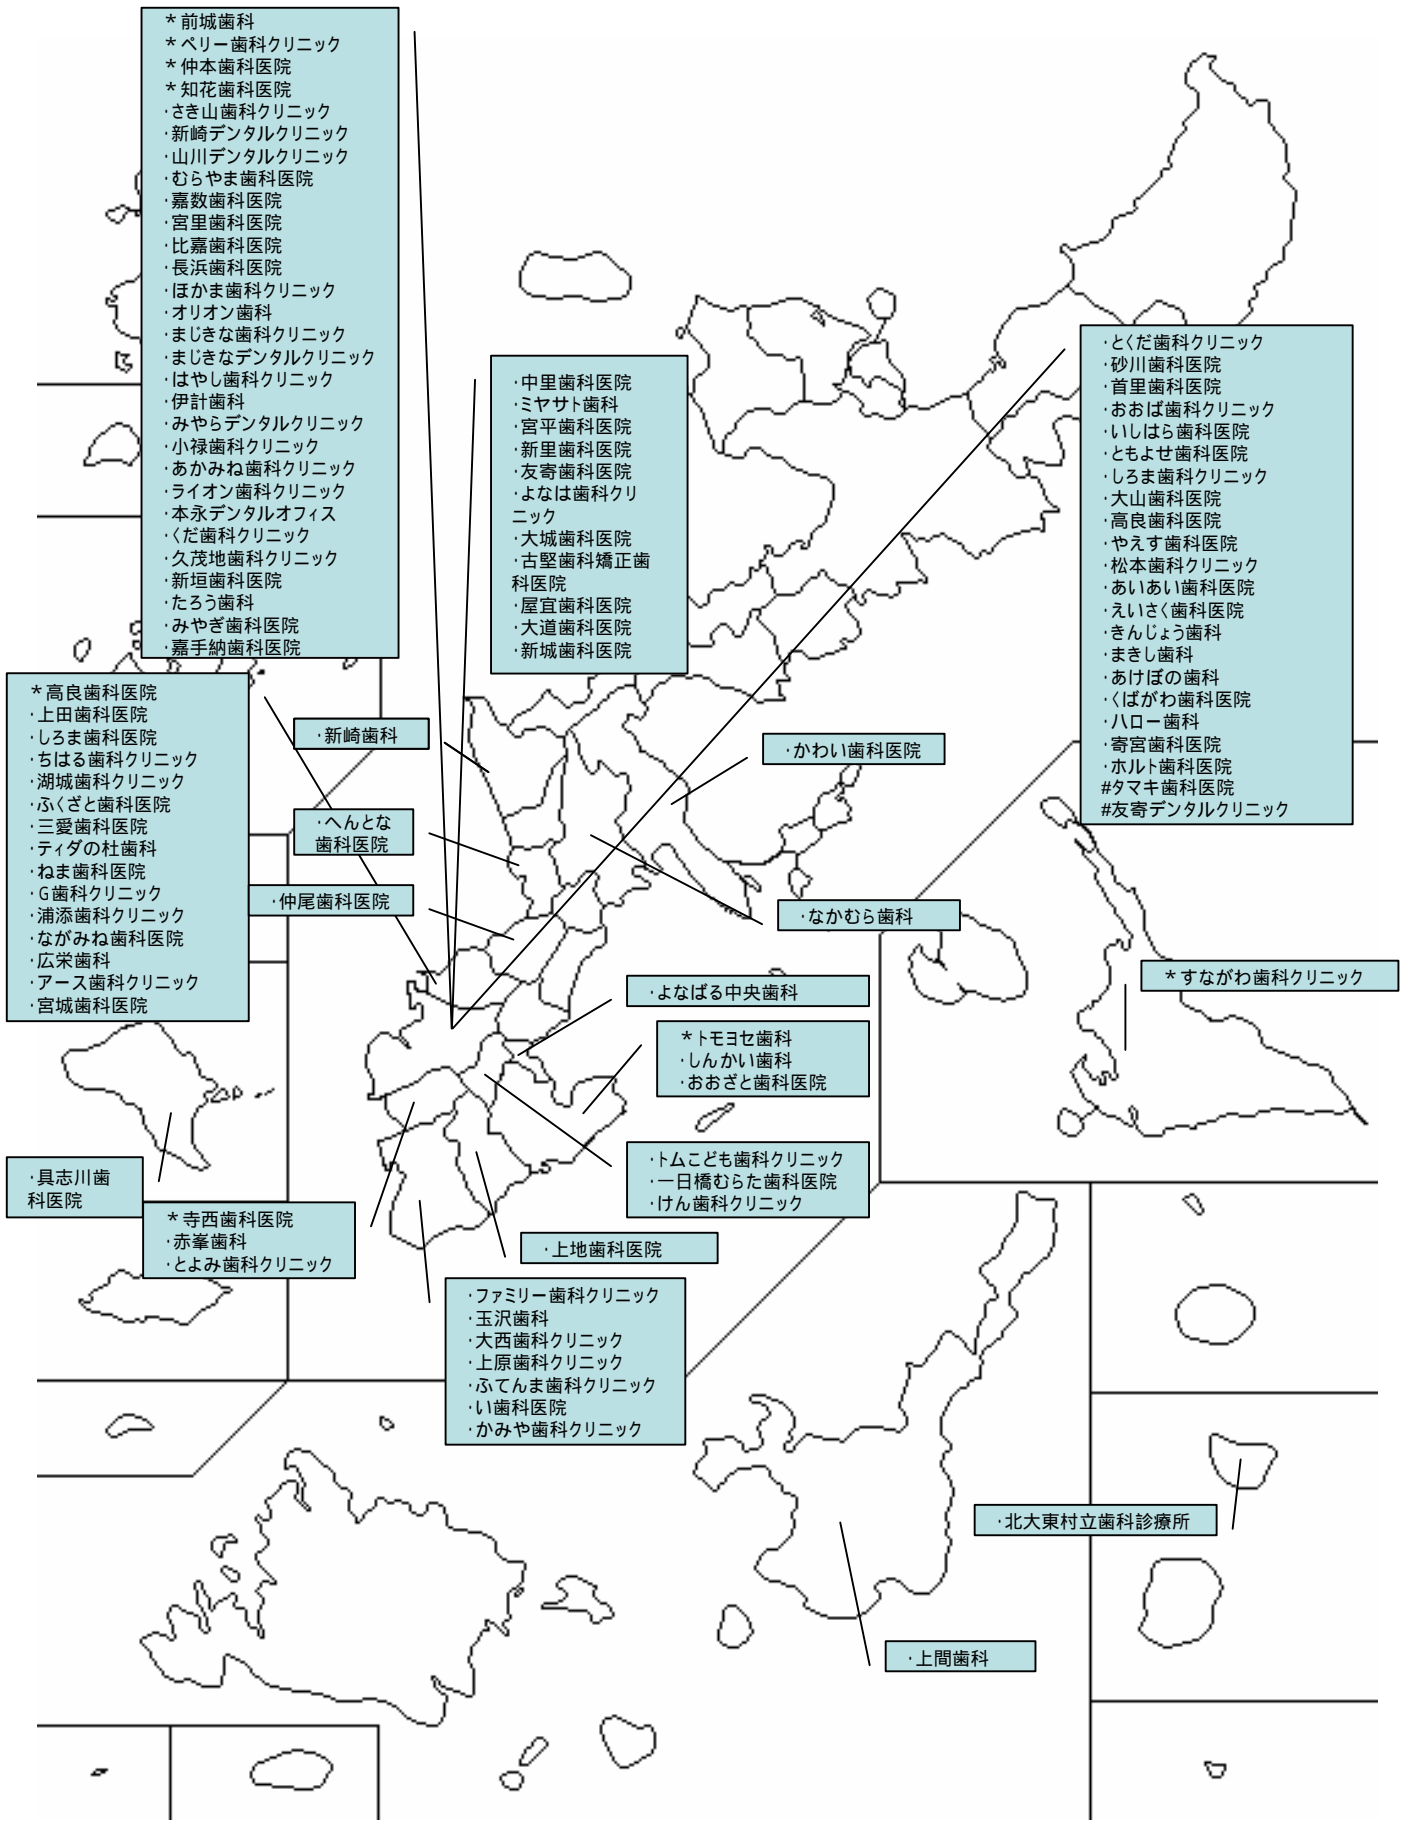 ＊前城歯科
＊ペリー歯科クリニック
＊仲本歯科医院
＊知花歯科医院
・さき山歯科クリニック
・新崎デンタルクリニック
・山川デンタルクリニック
・むらやま歯科医院
・嘉数歯科医院
・宮里歯科医院
・比嘉歯科医院
・長浜歯科医院
・ほかま歯科クリニック
・オリオン歯科
・まじきな歯科クリニック
・まじきなデンタルクリニック
・はやし歯科クリニック
・伊計歯科
・みやらデンタルクリニック
・小禄歯科クリニック
・あかみね歯科クリニック
・ライオン歯科クリニック
・本永デンタルオフィス
・くだ歯科クリニック
・久茂地歯科クリニック
・新垣歯科医院
・たろう歯科
・みやぎ歯科医院
・嘉手納歯科医院
・中里歯科医院
・ミヤサト歯科
・宮平歯科医院
・新里歯科医院
・友寄歯科医院
・よなは歯科クリ
ニック
・大城歯科医院
・古堅歯科矯正歯
科医院
・屋宜歯科医院
・大道歯科医院
・新城歯科医院
・とくだ歯科クリニック
・砂川歯科医院
・首里歯科医院
・おおば歯科クリニック
・いしはら歯科医院
・ともよせ歯科医院
・しろま歯科クリニック
・大山歯科医院
・高良歯科医院
・やえす歯科医院
・松本歯科クリニック
・あいあい歯科医院
・えいさく歯科医院
・きんじょう歯科
・まきし歯科
・あけぼの歯科
・くばがわ歯科医院
・ハロー歯科
・寄宮歯科医院
・ホルト歯科医院
#タマキ歯科医院
#友寄デンタルクリニック
＊高良歯科医院
・上田歯科医院
・しろま歯科医院
・ちはる歯科クリニック
・湖城歯科クリニック
・ふくざと歯科医院
・三愛歯科医院
・ティダの杜歯科
・ねま歯科医院
・G歯科クリニック
・浦添歯科クリニック
・ながみね歯科医院
・広栄歯科
・アース歯科クリニック
・宮城歯科医院
・新崎歯科
・かわい歯科医院
・へんとな
歯科医院
・仲尾歯科医院
・なかむら歯科
＊すながわ歯科クリニック
・よなばる中央歯科
＊トモヨセ歯科
・しんかい歯科
・おおざと歯科医院
・トムこども歯科クリニック
・一日橋むらた歯科医院
・けん歯科クリニック
・具志川歯
科医院
＊寺西歯科医院
・赤峯歯科
・とよみ歯科クリニック
・上地歯科医院
・ファミリー歯科クリニック
・玉沢歯科
・大西歯科クリニック
・上原歯科クリニック
・ふてんま歯科クリニック
・い歯科医院
・かみや歯科クリニック
・北大東村立歯科診療所
・上間歯科